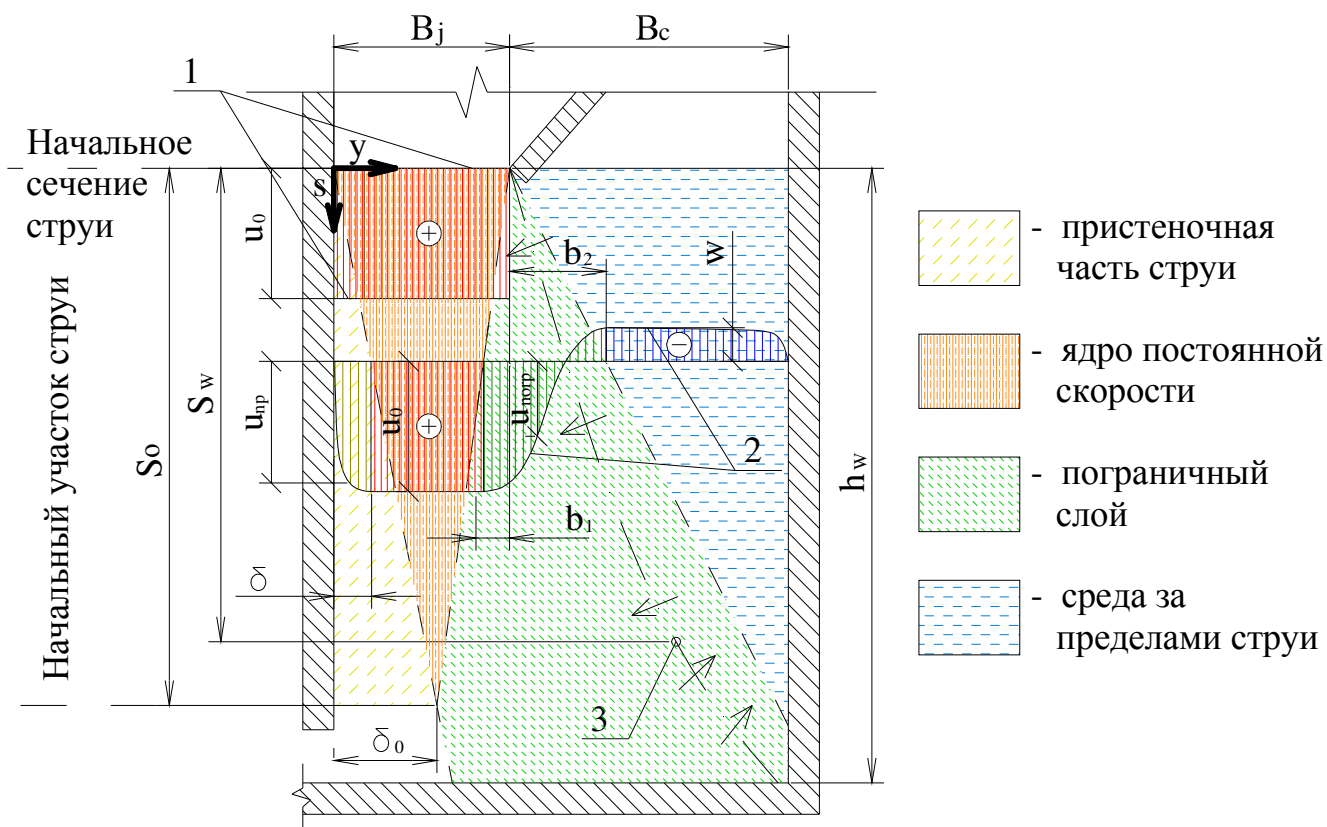 Bj
Bc
1
Начальное
сечение
струи
y
s
u0
b2
w
- пристеночная
часть струи
Начальный участок струи
So
Sw
uпр
u0
uпогр
2
hw
- ядро постоянной
скорости
- пограничный
слой
b1
δ
- среда за
пределами струи
3
δ0